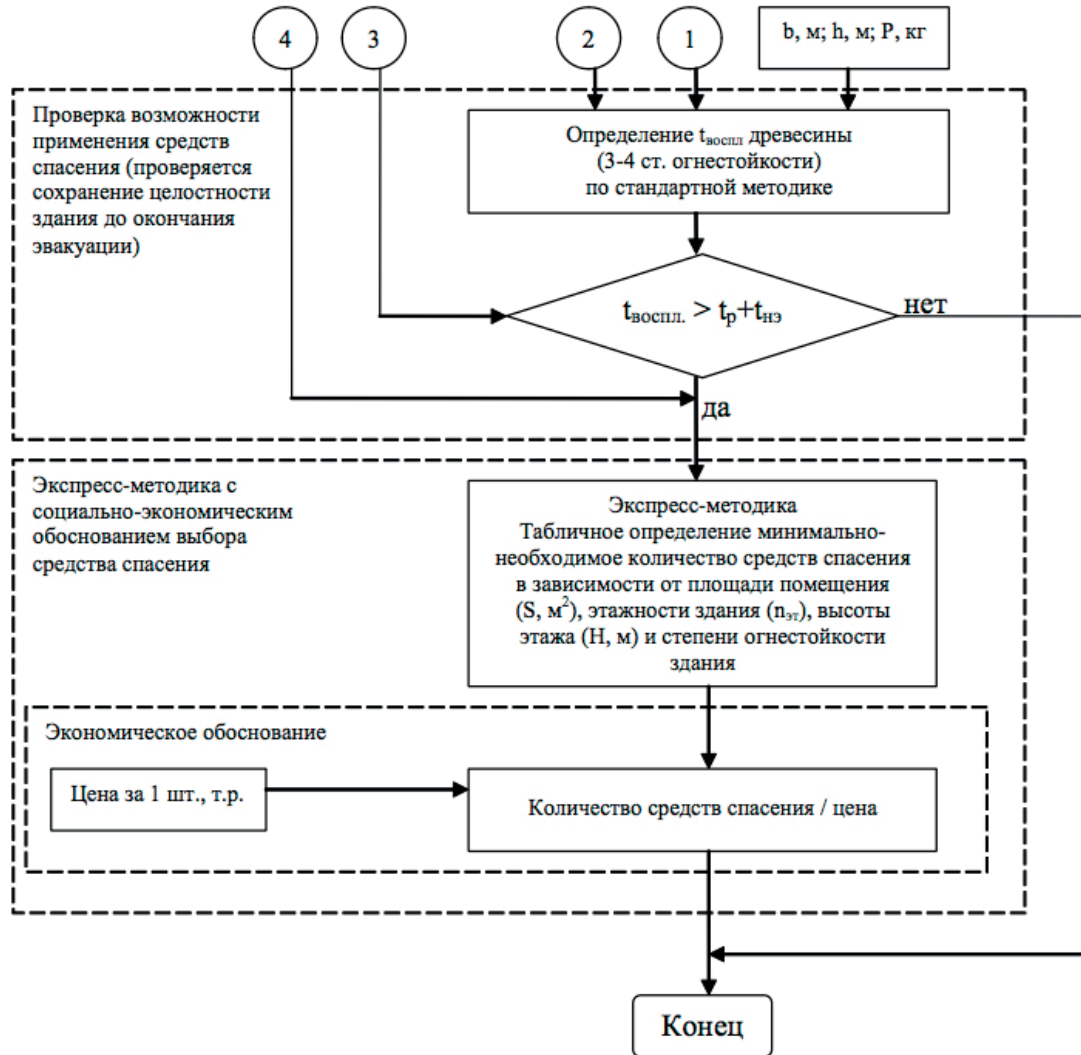 4
3
2
1
b, м; h, м; P, кг
Проверка возможности
применения средств
спасения (проверяется
сохранение целостности
здания до окончания
эвакуации)
Определение tвоспл древесины
(3-4 ст. огнестойкости)
по стандартной методике
tвоспл. > tр+tнэ
нет
да
Экспресс-методика с
социально-экономическим
обоснованием выбора
средства спасения
Экспресс-методика
Табличное определение минимально-
необходимое количество средств спасения
в зависимости от площади помещения
(S, м²), этажности здания (nэт), высоты
этажа (H, м) и степени огнестойкости
здания
Экономическое обоснование
Цена за 1 шт., т.р.
Количество средств спасения / цена
Конец